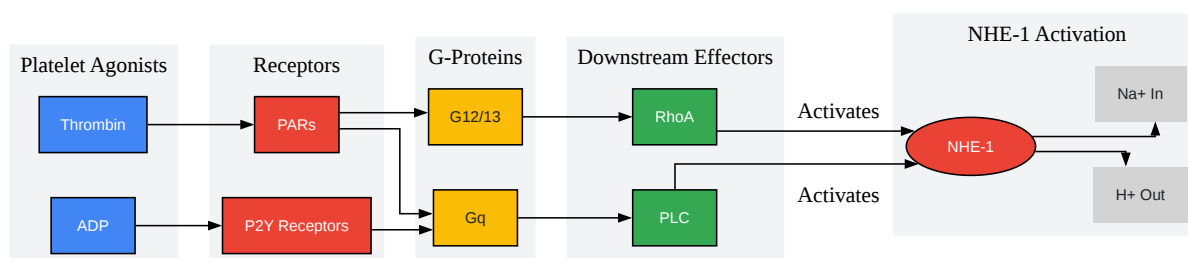 Platelet Agonists
Receptors
G-Proteins
Downstream Effectors
NHE-1 Activation
Thrombin
PARs
G12/13
RhoA
Activates
NHE-1
Na+ In
H+ Out
ADP
P2Y Receptors
Gq
PLC
Activates